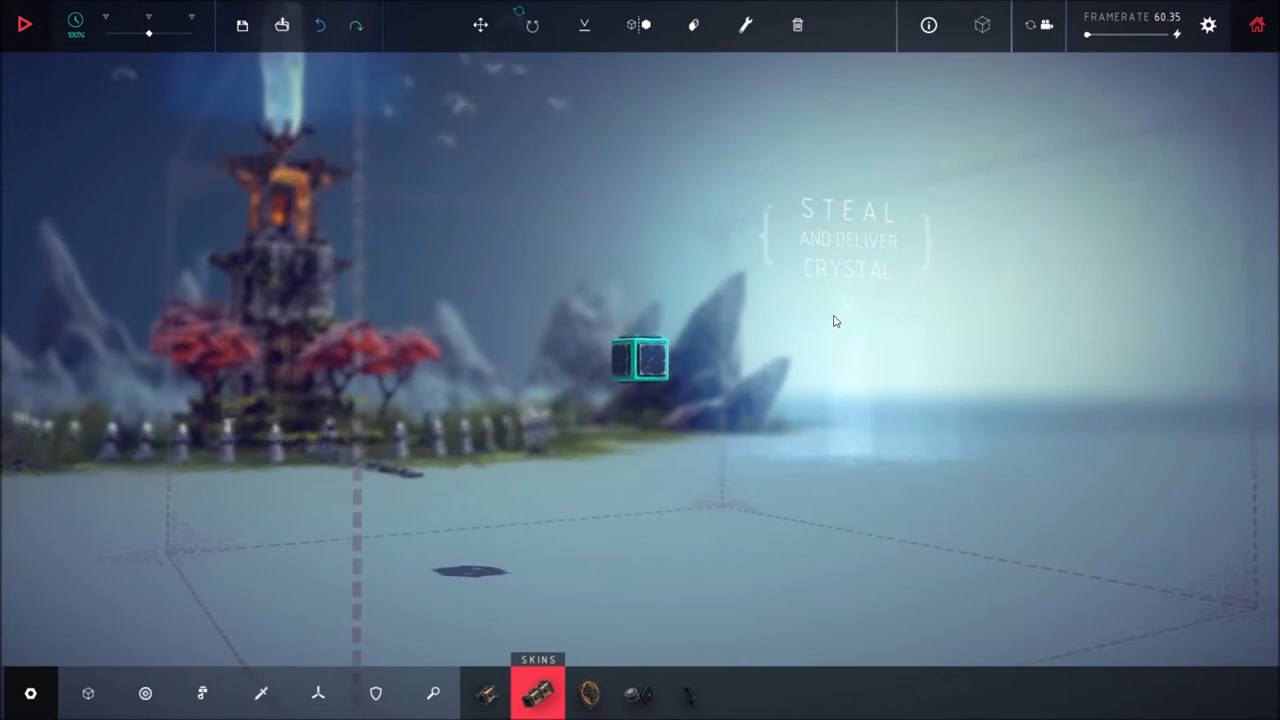 100%
FRAMERATE 60.35
STEAL
AND DELIVER
CRYSTAL
SKINS